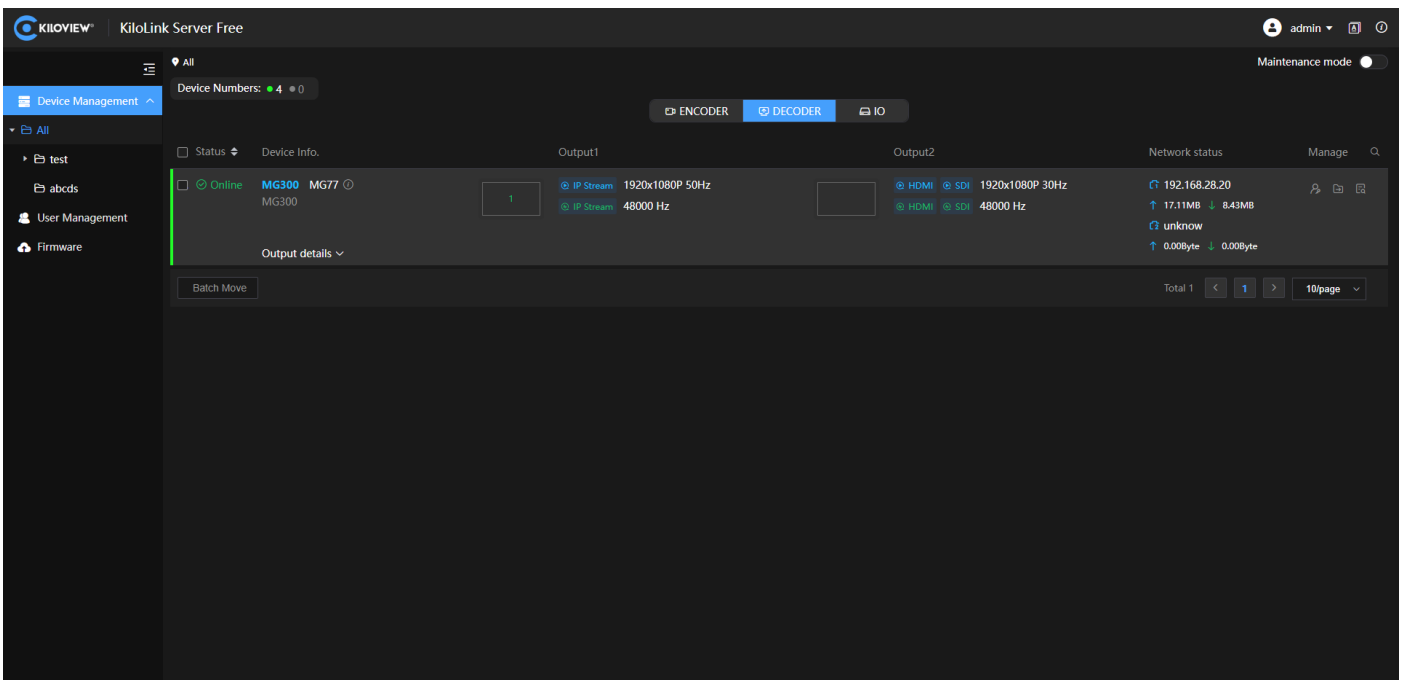 KILOVIEW® KiloLink Server Free admin
All Maintenance mode
Device Numbers: 4 0
Device Management
ENCODER DECODER IO
All
Status Device Info. Output1 Output2 Network status Manage
test
Online MG300 MG77 1 IP Stream 1920x1080P 50Hz HDMI SDI 1920x1080P 30Hz 192.168.28.20
abcds
MG300 IP Stream 48000 Hz HDMI SDI 48000 Hz ↑ 17.11MB ↓ 8.43MB
User Management
unknow
Firmware
Output details ↑ 0.00Byte ↓ 0.00Byte
Batch Move Total 1 < 1 > 10/page